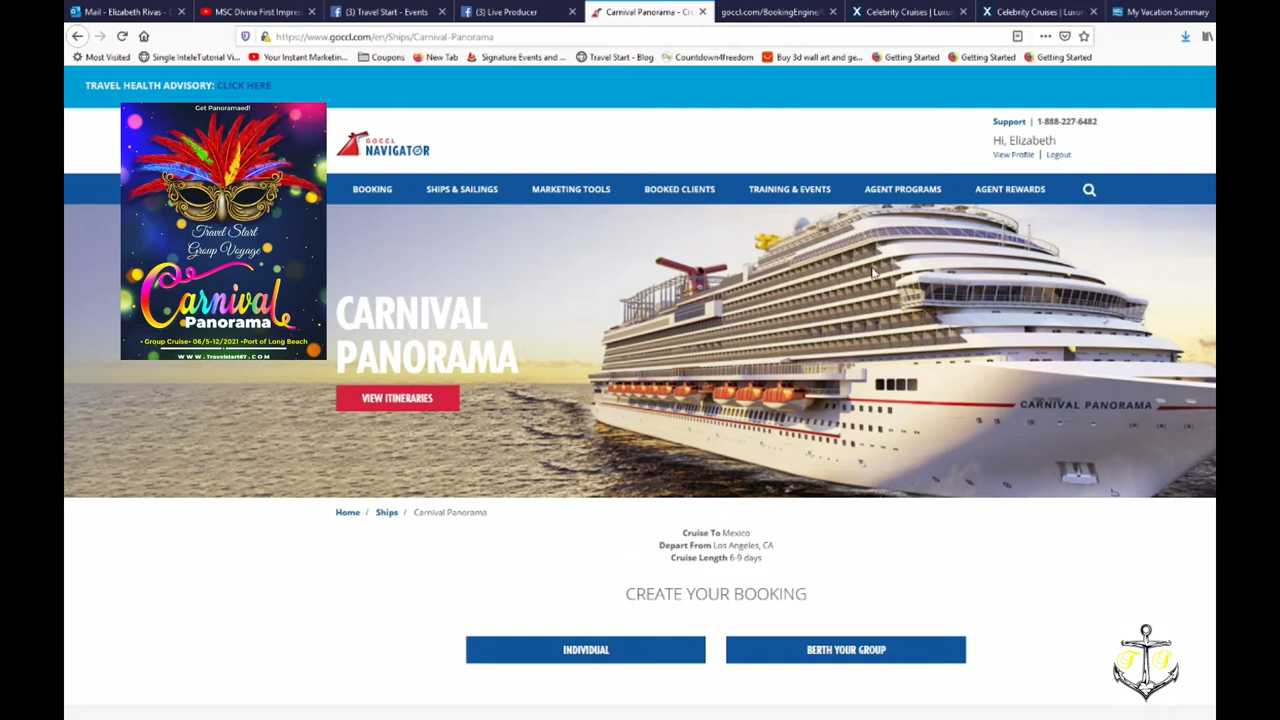 Mail - Elizabeth Rivas -
MSC Divina First Impres
(3) Travel Start - Events
(3) Live Producer
Carnival Panorama - Cr
goccl.com/BookingEngine/
Celebrity Cruises | Luxu
Celebrity Cruises | Luxu
My Vacation Summary
https://www.goccl.com/en/Ships/Carnival-Panorama
Most Visited
Single InteleTutorial Vi...
Your Instant Marketin...
Coupons
New Tab
Signature Events and ...
Travel Start - Blog
Countdown4freedom
Buy 3d wall art and ge...
Getting Started
Getting Started
Getting Started
TRAVEL HEALTH ADVISORY: CLICK HERE
Get Panoramaed!
Travel Start
Group Voyage
Carnival
Panorama
• Group Cruise• 06/5-12/2021 •Port of Long Beach
WWW.Travelstart67.COM
GOCCL
NAVIGATOR
Support | 1-888-227-6482
Hi, Elizabeth
View Profile | Logout
BOOKING
SHIPS & SAILINGS
MARKETING TOOLS
BOOKED CLIENTS
TRAINING & EVENTS
AGENT PROGRAMS
AGENT REWARDS
CARNIVAL
PANORAMA
VIEW ITINERARIES
CARNIVAL PANORAMA
Home / Ships / Carnival Panorama
Cruise To Mexico
Depart From Los Angeles, CA
Cruise Length 6-9 days
CREATE YOUR BOOKING
INDIVIDUAL
BERTH YOUR GROUP
T S